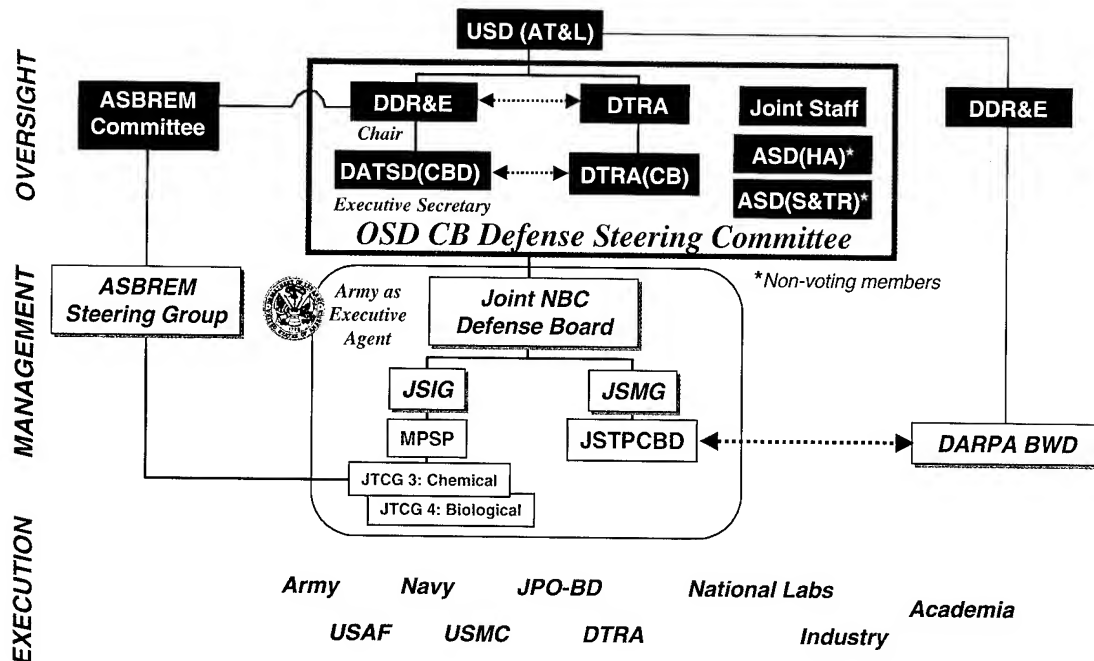 OVERSIGHT
USD (AT&L)
ASBREM
Committee
DDR&E
DTRA
Joint Staff
DDR&E
Chair
ASD(HA)*
DATSD(CBD)
DTRA(CB)
ASD(S&TR)*
Executive Secretary
OSD CB Defense Steering Committee
*Non-voting members
MANAGEMENT
ASBREM
Steering Group
Army as
Executive
Agent
Joint NBC
Defense Board
JSIG
JSMG
MPSP
JSTPCBD
DARPA BWD
JTCG 3: Chemical
JTCG 4: Biological
EXECUTION
Army
Navy
JPO-BD
National Labs
Academia
USAF
USMC
DTRA
Industry